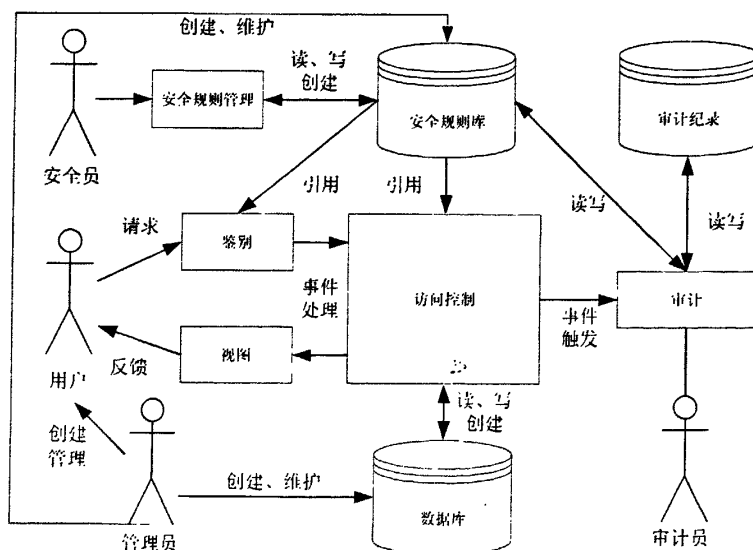 创建、维护
读、写
创建
安全规则管理
安全规则库
审计纪录
安全员
引用
引用
读写
读写
请求
鉴别
事件
处理
访问控制
审计
事件
触发
视图
反馈
用户
读、写
创建
创建
管理
创建、维护
数据库
管理员
审计员